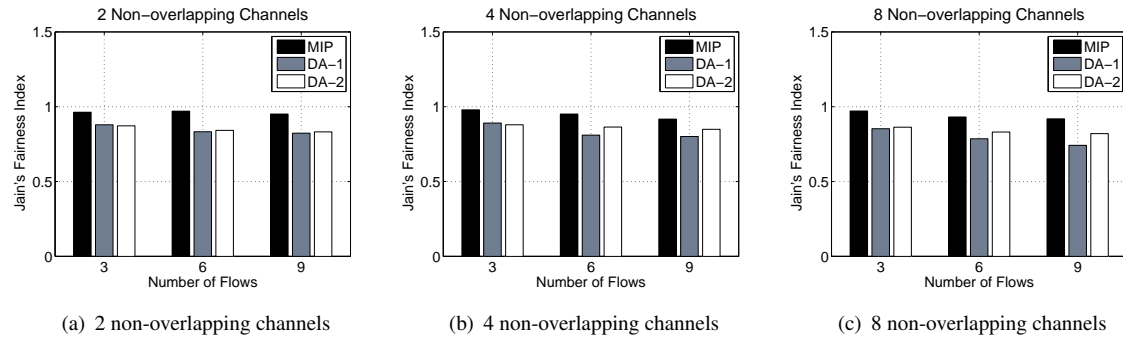 2 Non−overlapping Channels
1.5
1
0.5
0
Jain's Fairness Index
MIP
DA−1
DA−2
3 6 9
Number of Flows
(a) 2 non-overlapping channels
4 Non−overlapping Channels
1.5
1
0.5
0
Jain's Fairness Index
MIP
DA−1
DA−2
3 6 9
Number of Flows
(b) 4 non-overlapping channels
8 Non−overlapping Channels
1.5
1
0.5
0
Jain's Fairness Index
MIP
DA−1
DA−2
3 6 9
Number of Flows
(c) 8 non-overlapping channels